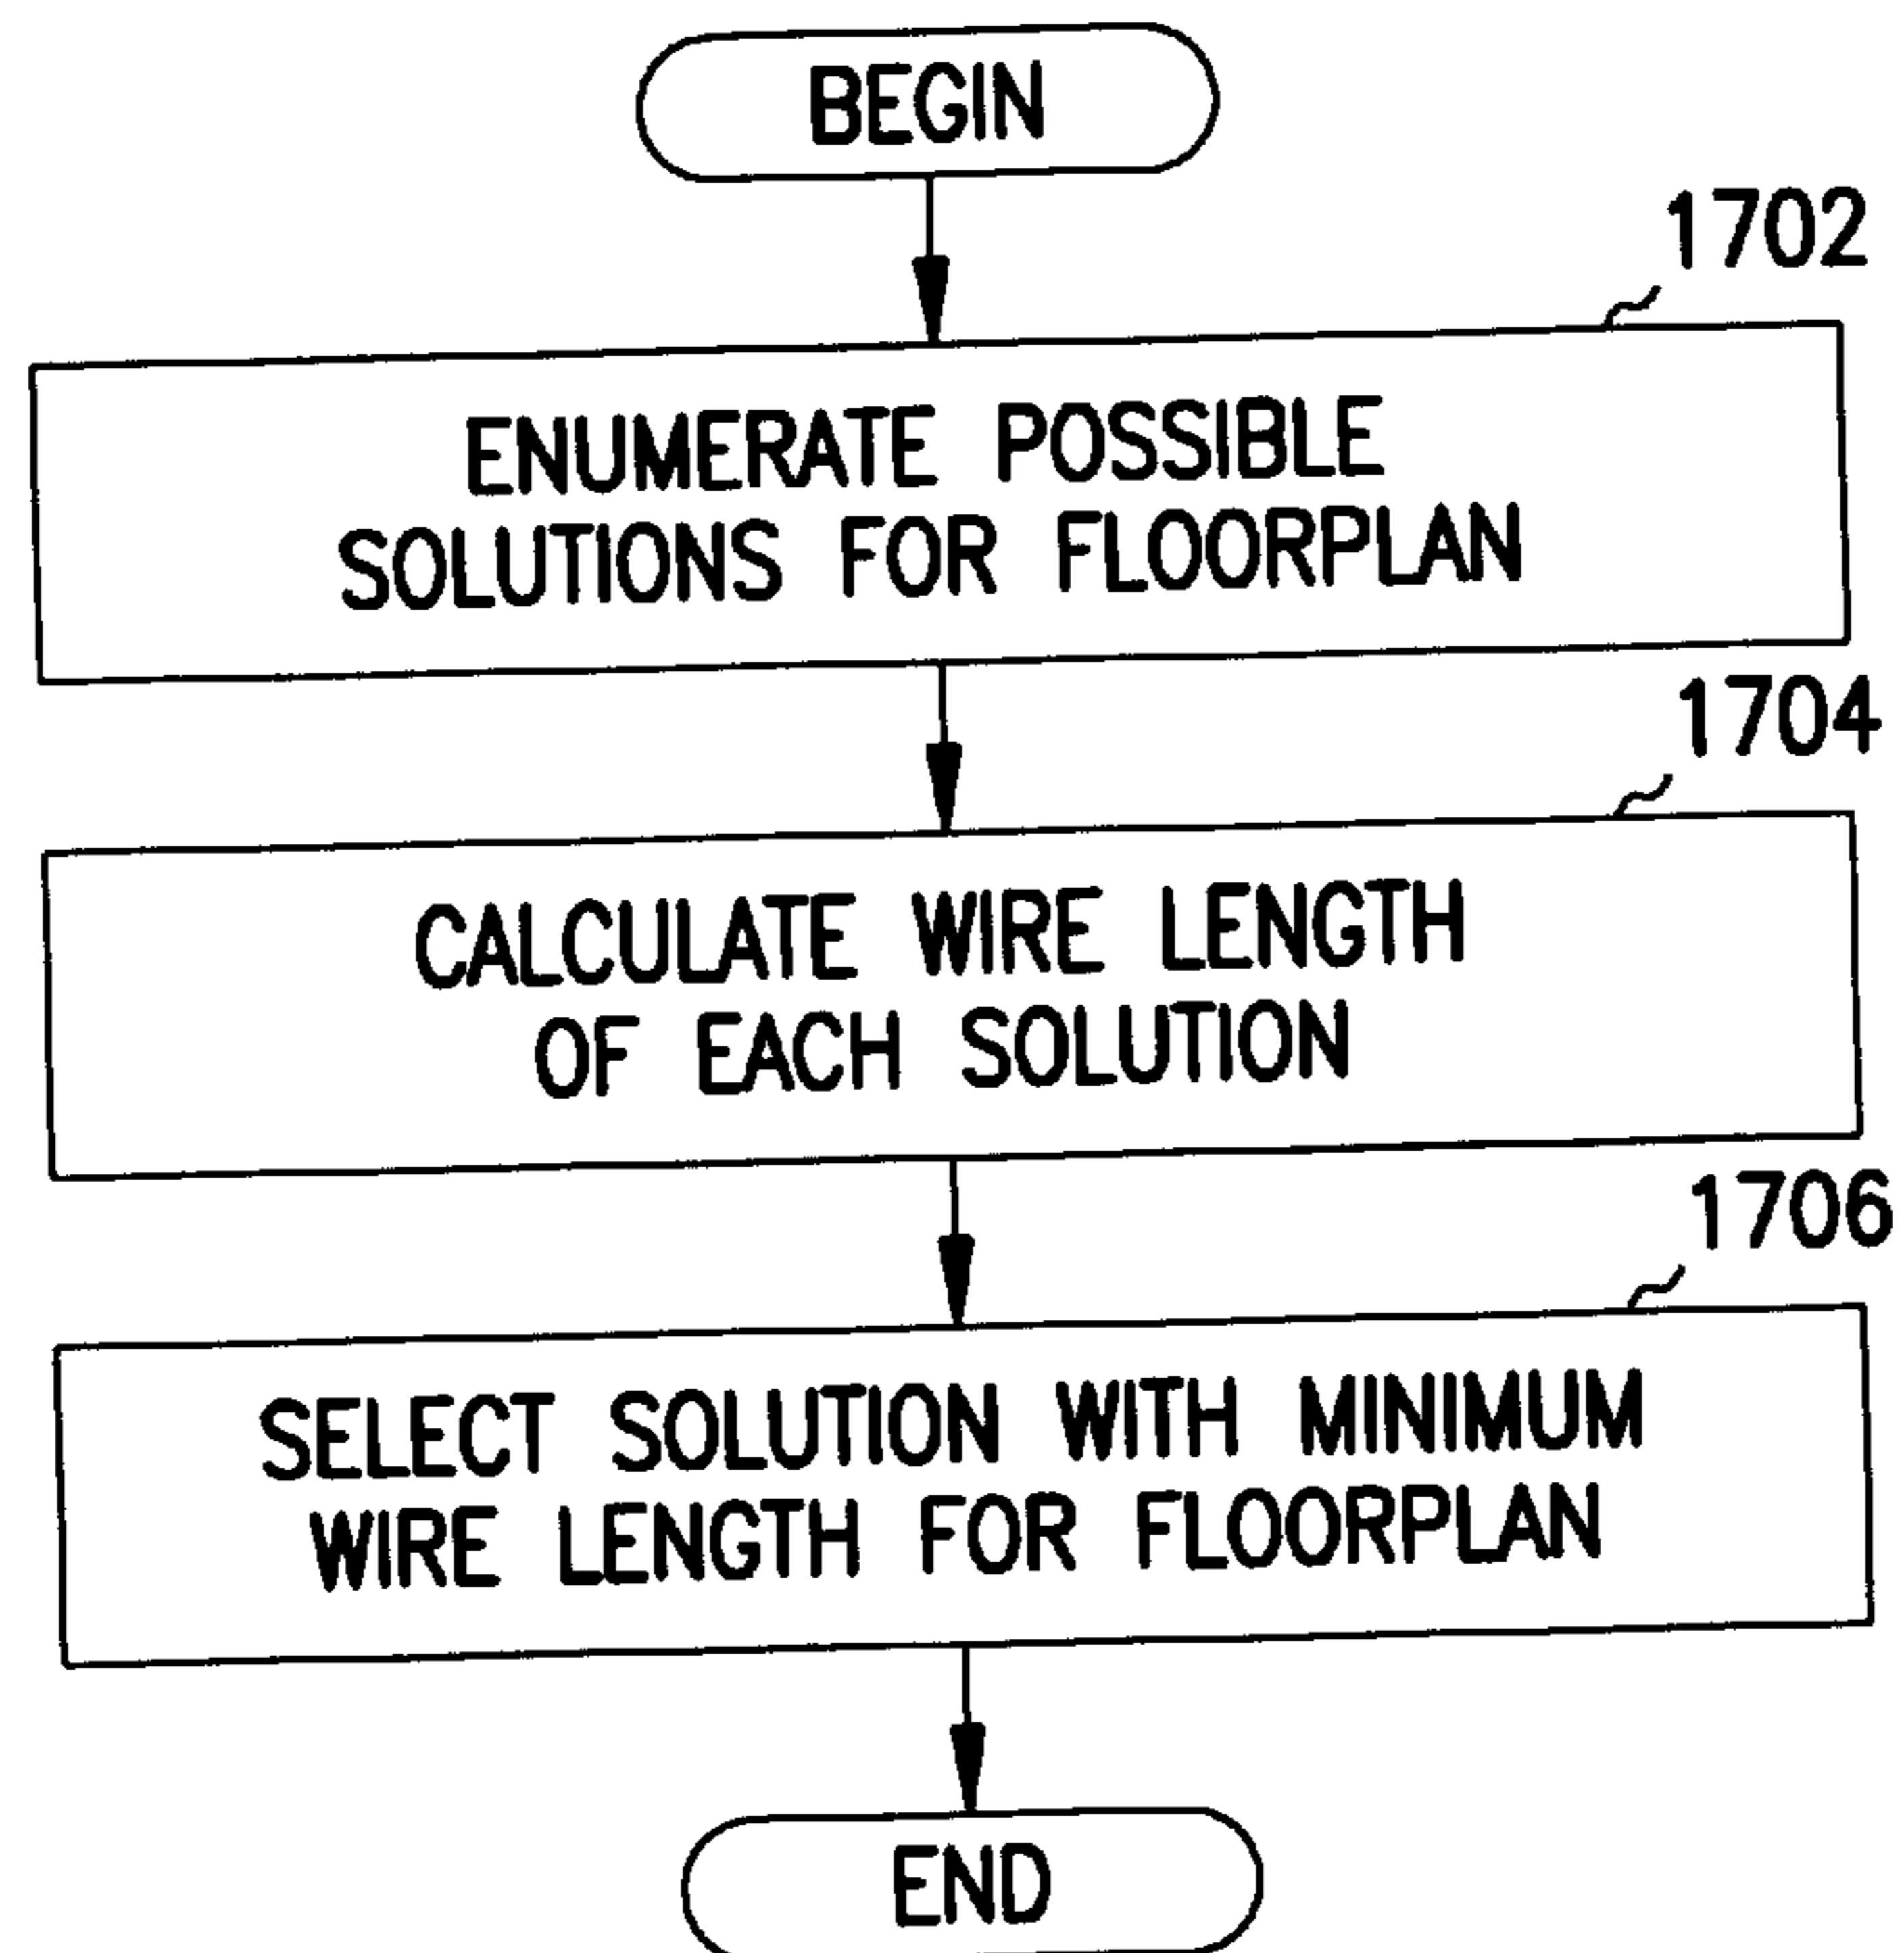 BEGIN
1702
ENUMERATE POSSIBLE
SOLUTIONS FOR FLOORPLAN
1704
CALCULATE WIRE LENGTH
OF EACH SOLUTION
1706
SELECT SOLUTION WITH MINIMUM
WIRE LENGTH FOR FLOORPLAN
END